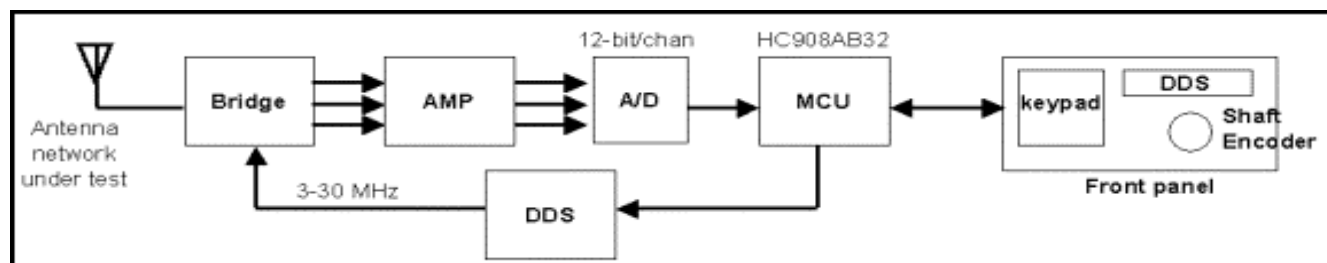 12-bit/chan
HC908AB32
Bridge
AMP
A/D
MCU
keypad
DDS
Shaft
Encoder
Antenna
network
under test
3-30 MHz
DDS
Front panel